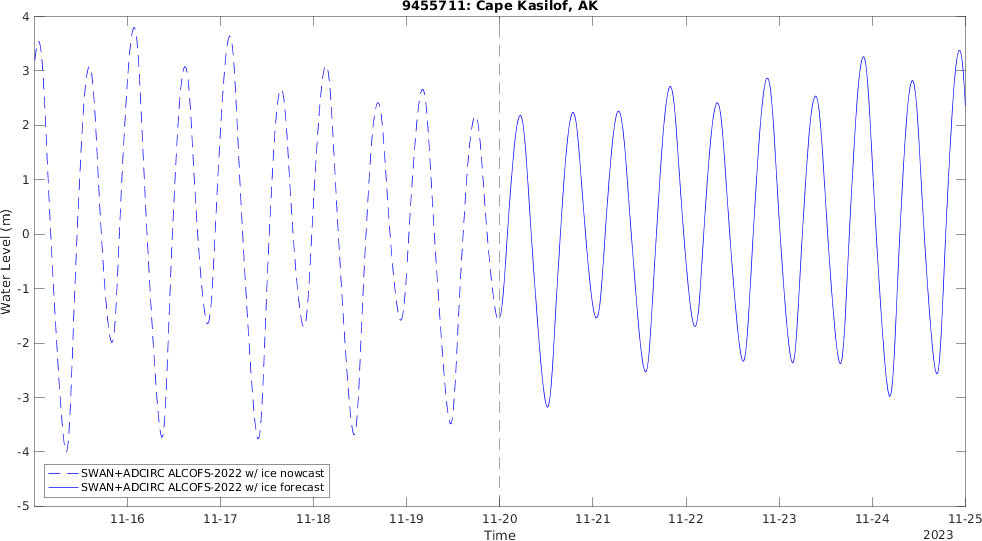 9455711: Cape Kasilof, AK
4
3
2
1
0
-1
-2
-3
-4
-5
Water Level (m)
SWAN+ADCIRC ALCOFS-2022 w/ ice nowcast
SWAN+ADCIRC ALCOFS-2022 w/ ice forecast
11-16 11-17 11-18 11-19 11-20 11-21 11-22 11-23 11-24 11-25
Time
2023